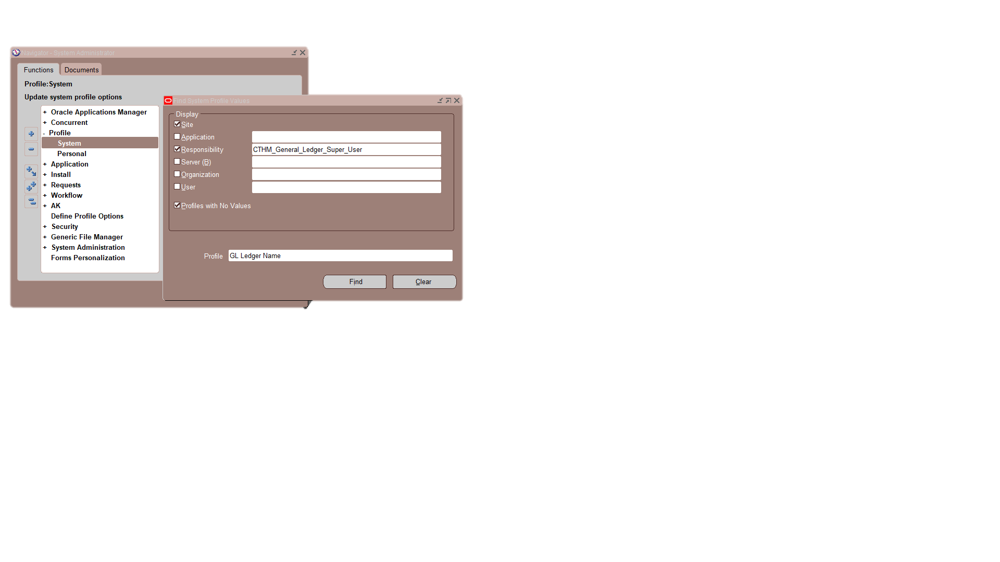 Navigator - System Administrator
Functions
Documents
Profile:System
Update system profile options
+ Oracle Applications Manager
+ Concurrent
- Profile
System
Personal
+ Application
+ Install
+ Requests
+ Workflow
+ AK
Define Profile Options
+ Security
+ Generic File Manager
+ System Administration
Forms Personalization
Find System Profile Values
Display
Site
Application
Responsibility CTHM_General_Ledger_Super_User
Server (B)
Organization
User
Profiles with No Values
Profile GL Ledger Name
Find
Clear